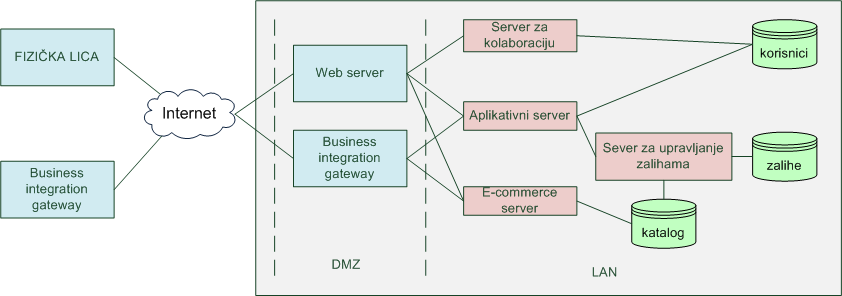 FIZIČKA LICA
Business
integration
gateway
Internet
Web server
Business
integration
gateway
DMZ
Server za
kolaboraciju
Aplikativni server
E-commerce
server
Sever za upravljanje
zalihama
korisnici
zalihe
katalog
LAN